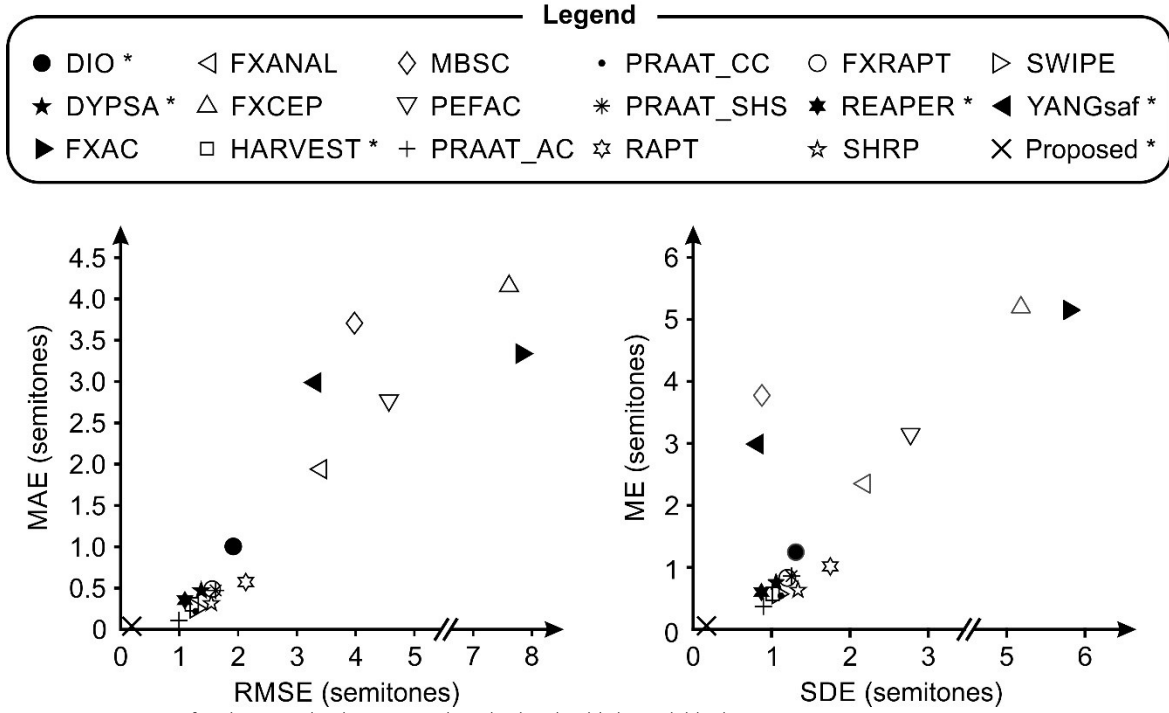 Legend
DIO * FXANAL MBSC PRAAT_CC FXRAPT SWIPE
DYPSA * FXCEP PEFAC PRAAT_SHS REAPER * YANGsaf *
FXAC HARVEST * PRAAT_AC RAPT SHRP Proposed *
MAE (semitones)
4.5
4.0
3.5
3.0
2.5
2.0
1.5
1.0
0.5
0
0 1 2 3 4 5 7 8
RMSE (semitones)
ME (semitones)
6
5
4
3
2
1
0
0 1 2 3 5 6
SDE (semitones)